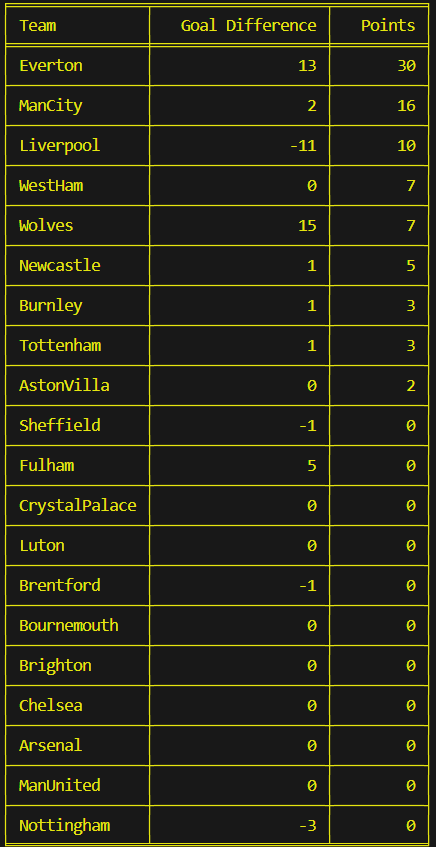 Team Goal Difference Points
Everton 13 30
ManCity 2 16
Liverpool -11 10
WestHam 0 7
Wolves 15 7
Newcastle 1 5
Burnley 1 3
Tottenham 1 3
AstonVilla 0 2
Sheffield -1 0
Fulham 5 0
CrystalPalace 0 0
Luton 0 0
Brentford -1 0
Bournemouth 0 0
Brighton 0 0
Chelsea 0 0
Arsenal 0 0
ManUnited 0 0
Nottingham -3 0